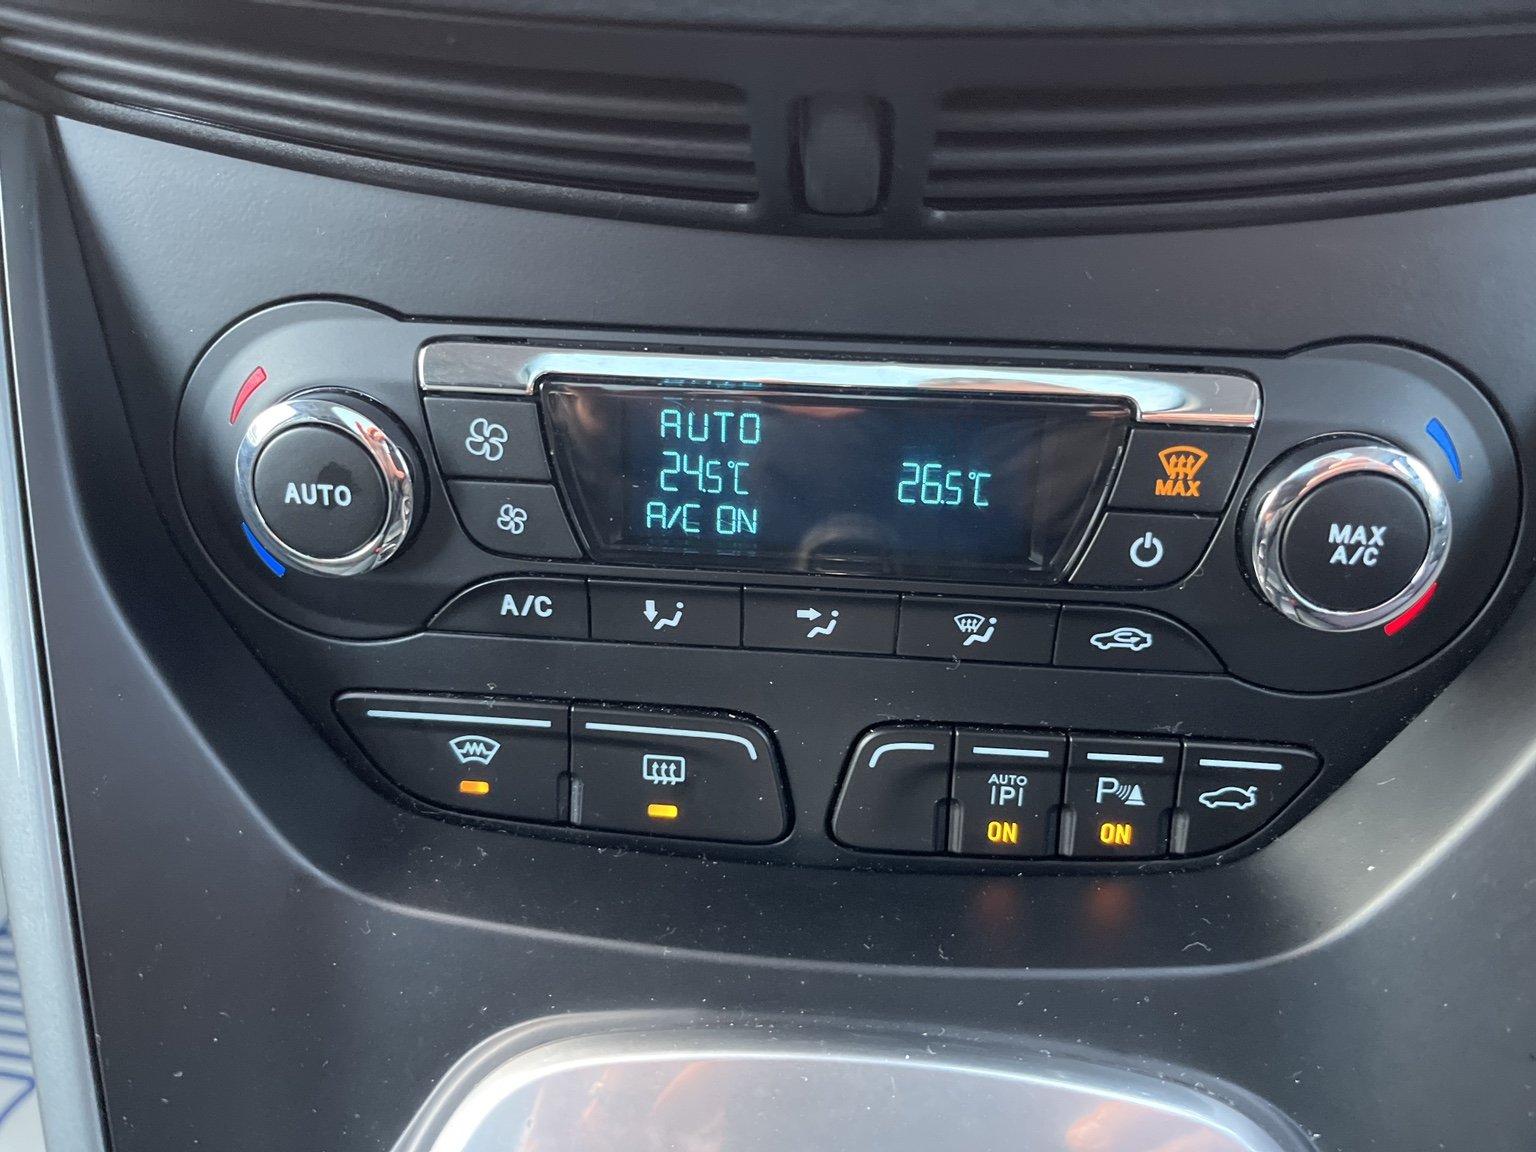 AUTO
AUTO
24.5°C
A/C ON
26.5°C
MAX
MAX
A/C
A/C
AUTO
P
ON
ON